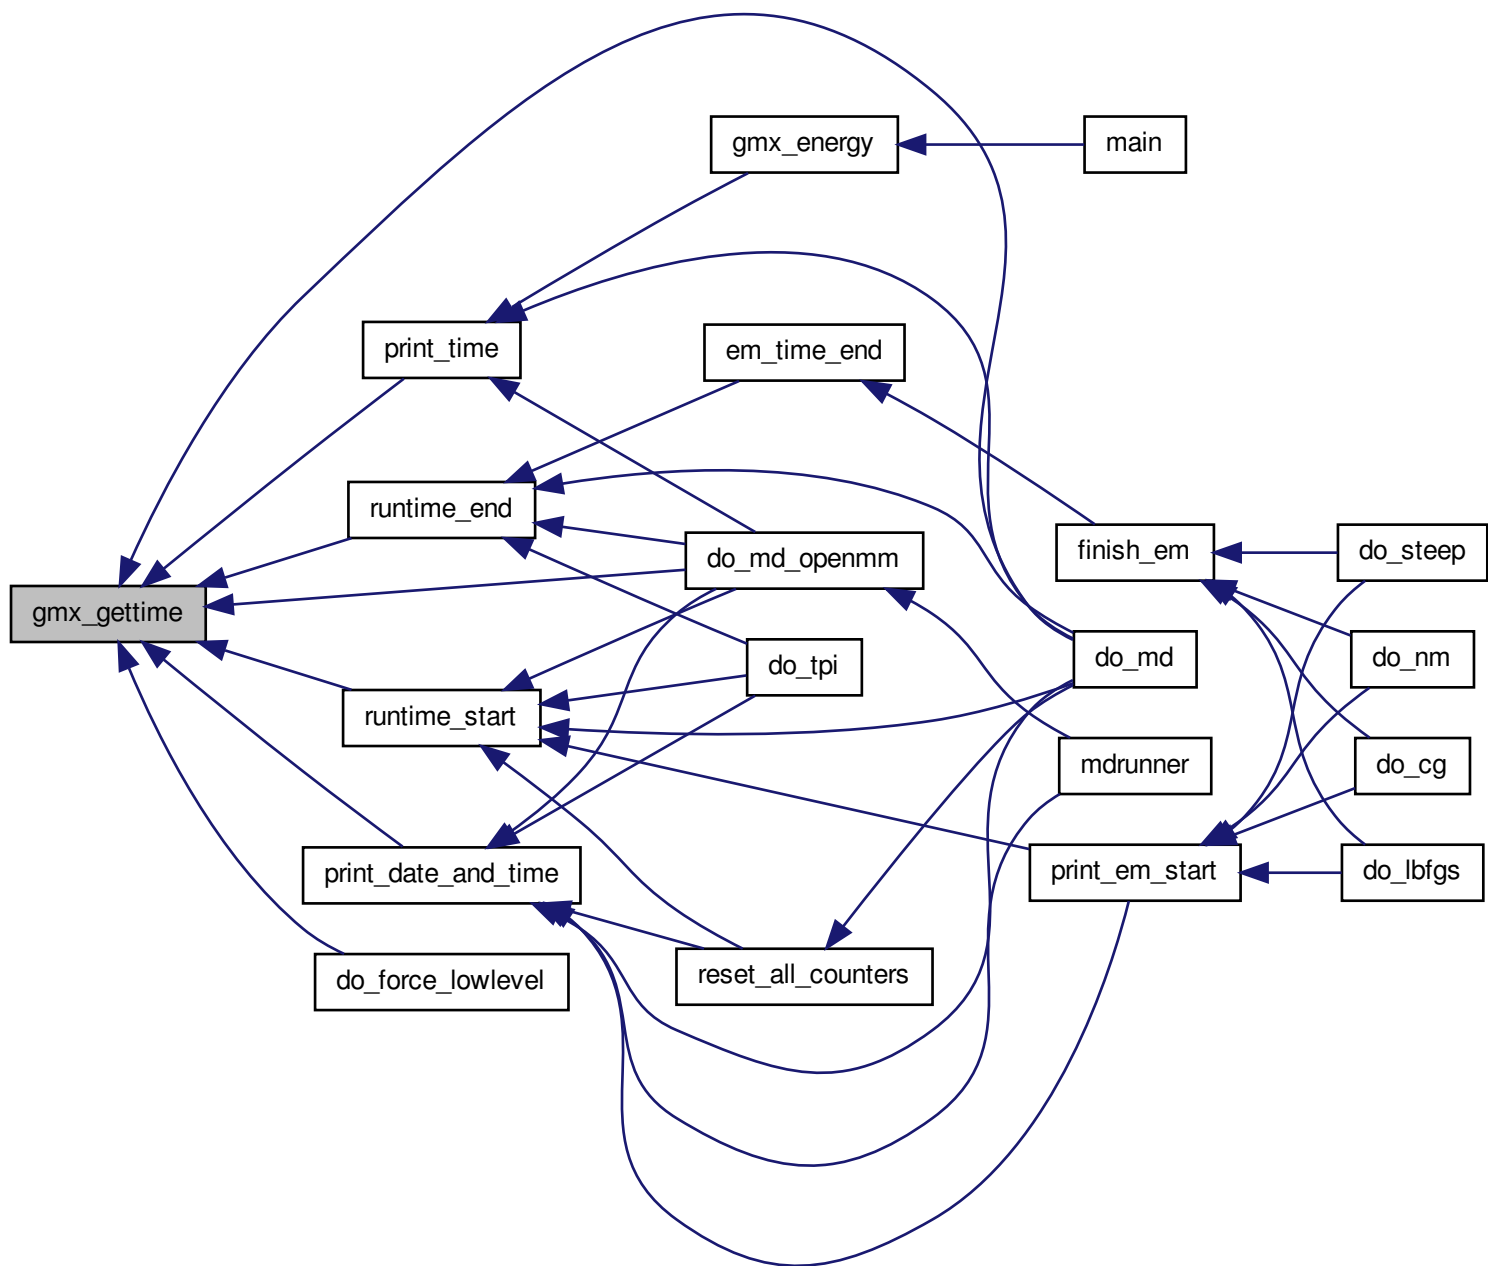 gmx_energy
main
print_time
em_time_end
runtime_end
finish_em
do_steep
do_md_openmm
gmx_gettime
do_tpi
do_md
do_nm
runtime_start
mdrunner
do_cg
print_date_and_time
print_em_start
do_lbfgs
do_force_lowlevel
reset_all_counters